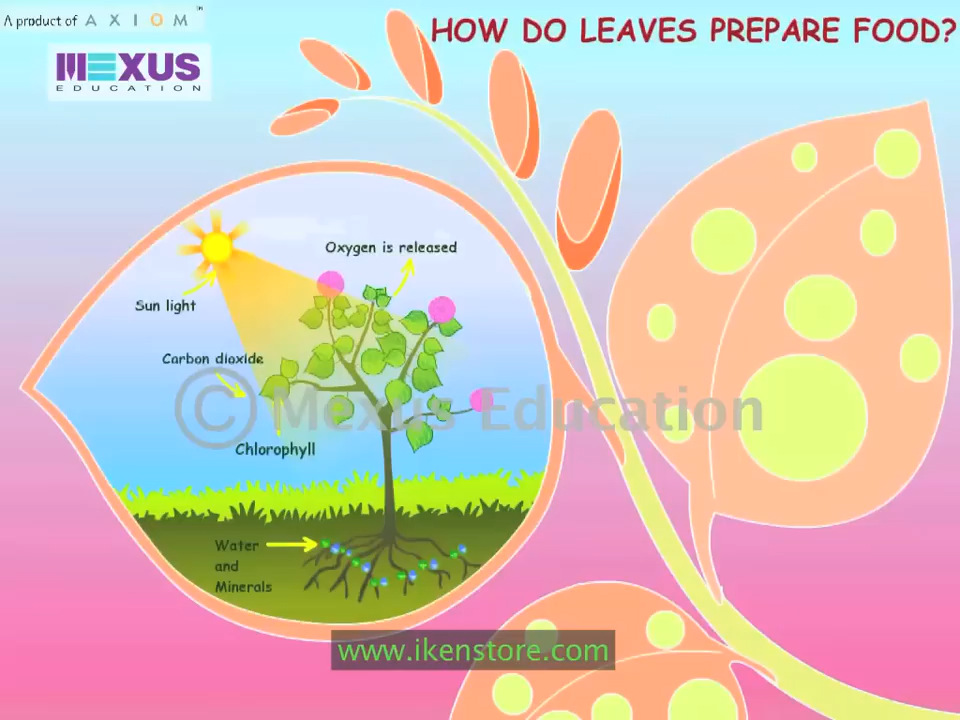 A product of AXIOM™
HOW DO LEAVES PREPARE FOOD?
MEXUS
EDUCATION
Oxygen is released
Sun light
Carbon dioxide
© Mexus Education
Chlorophyll
Water
and
Minerals
www.ikenstore.com